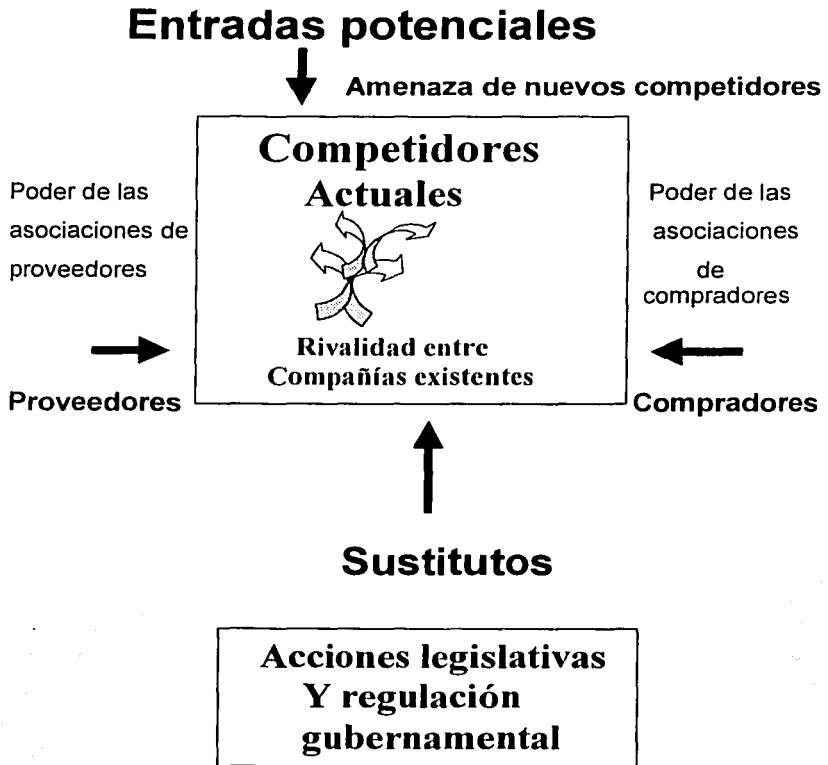 Entradas potenciales
Amenaza de nuevos competidores
Competidores
Actuales
Poder de las
asociaciones de
proveedores
Poder de las
asociaciones
de
compradores
Rivalidad entre
Compañías existentes
Proveedores
Compradores
Sustitutos
Acciones legislativas
Y regulación
gubernamental